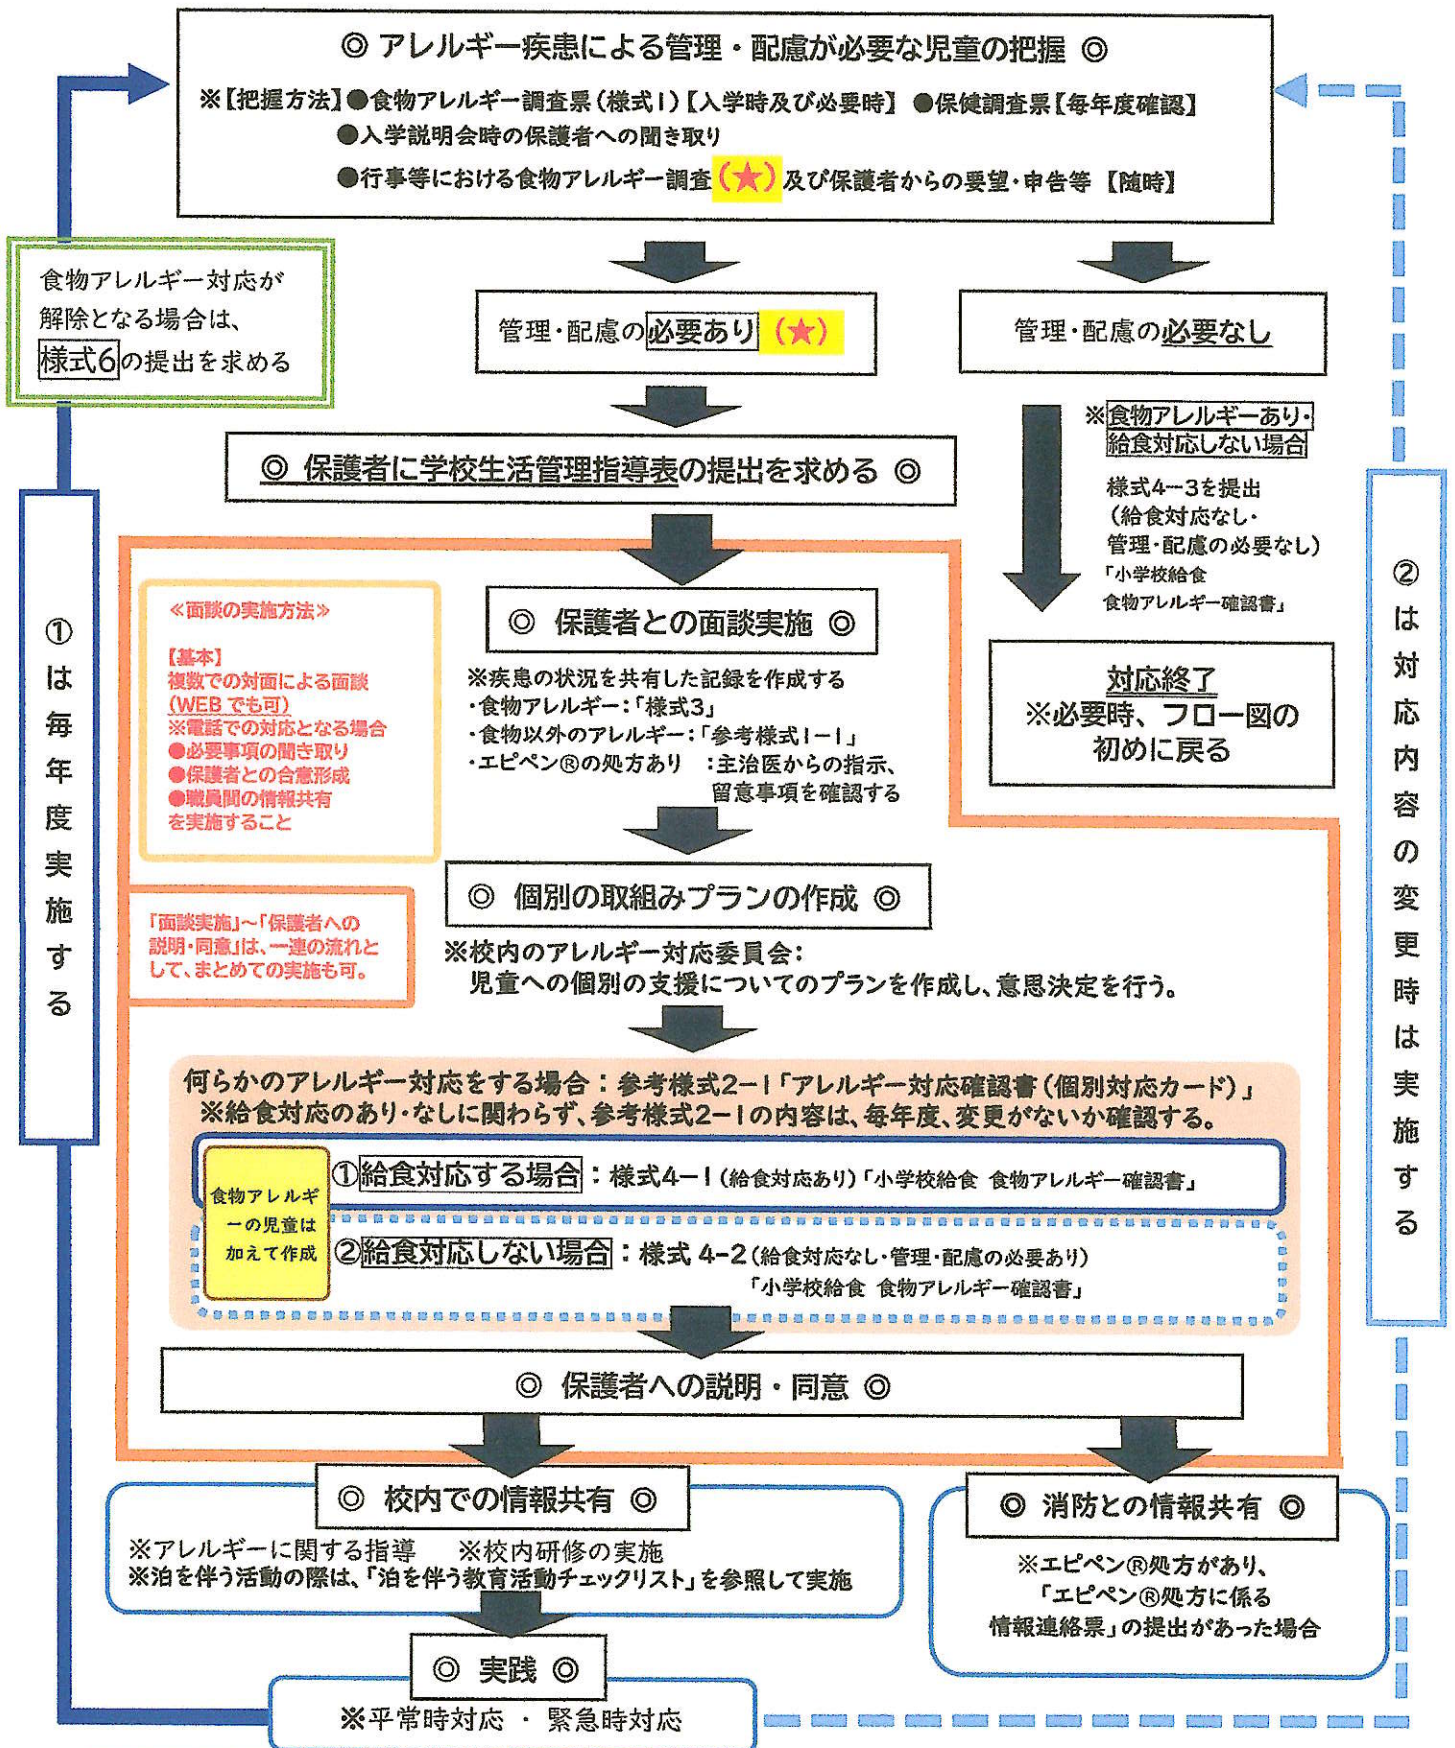 ◎ アレルギー疾患による管理・配慮が必要な児童の把握 ◎
※【把握方法】●食物アレルギー調査票(様式1)【入学時及び必要時】 ●保健調査票【毎年度確認】
●入学説明会時の保護者への聞き取り
●行事等における食物アレルギー調査(★)及び保護者からの要望・申告等 【随時】
食物アレルギー対応が
解除となる場合は、
様式6の提出を求める
管理・配慮の必要あり(★)
管理・配慮の必要なし
◎ 保護者に学校生活管理指導表の提出を求める ◎
※食物アレルギーあり・
給食対応しない場合
様式4-3を提出
(給食対応なし・
管理・配慮の必要なし)
「小学校給食
食物アレルギー確認書」
対応終了
※必要時、フロー図の
初めに戻る
①は毎年度実施する
②は対応内容の変更時は実施する
≪面談の実施方法≫
【基本】
複数での対面による面談
(WEB でも可)
※電話での対応となる場合
●必要事項の聞き取り
●保護者との合意形成
●職員間の情報共有
を実施すること
◎ 保護者との面談実施 ◎
※疾患の状況を共有した記録を作成する
・食物アレルギー:「様式3」
・食物以外のアレルギー:「参考様式1-1」
・エピペン®の処方あり :主治医からの指示、
留意事項を確認する
◎ 個別の取組みプランの作成 ◎
「面談実施」~「保護者への
説明・同意」は、一連の流れと
して、まとめての実施も可。
※校内のアレルギー対応委員会:
児童への個別の支援についてのプランを作成し、意思決定を行う。
何らかのアレルギー対応をする場合:参考様式2-1「アレルギー対応確認書(個別対応カード)」
※給食対応のあり・なしに関わらず、参考様式2-1の内容は、毎年度、変更がないか確認する。
食物アレルギ
ーの児童は
加えて作成
①給食対応する場合:様式4-1(給食対応あり)「小学校給食 食物アレルギー確認書」
②給食対応しない場合:様式 4-2(給食対応なし・管理・配慮の必要あり)
「小学校給食 食物アレルギー確認書」
◎ 保護者への説明・同意 ◎
◎ 校内での情報共有 ◎
※アレルギーに関する指導 ※校内研修の実施
※泊を伴う活動の際は、「泊を伴う教育活動チェックリスト」を参照して実施
◎ 消防との情報共有 ◎
※エピペン®処方があり、
「エピペン®処方に係る
情報連絡票」の提出があった場合
◎ 実践 ◎
※平常時対応 ・ 緊急時対応